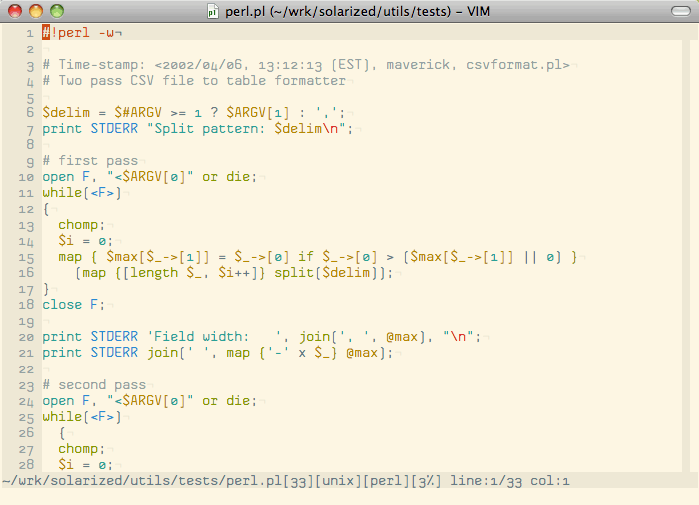 perl.pl (~/wrk/solarized/utils/tests) – VIM
1 #!perl -w¬
2 ¬
3 # Time-stamp: <2002/04/06, 13:12:13 (EST), maverick, csvformat.pl>¬
4 # Two pass CSV file to table formatter¬
5 ¬
6 $delim = $#ARGV >= 1 ? $ARGV[1] : ',';¬
7 print STDERR "Split pattern: $delim\n";¬
8 ¬
9 # first pass¬
10 open F, "<$ARGV[0]" or die;¬
11 while(<F>)¬
12 {¬
13   chomp;¬
14   $i = 0;¬
15   map { $max[$_->[1]] = $_->[0] if $_->[0] > ($max[$_->[1]] || 0) }¬
16     (map {[length $_, $i++]} split($delim));¬
17 }¬
18 close F;¬
19 ¬
20 print STDERR 'Field width:   ', join(', ', @max), "\n";¬
21 print STDERR join(' ', map {'-' x $_} @max);¬
22 ¬
23 # second pass¬
24 open F, "<$ARGV[0]" or die;¬
25 while(<F>)¬
26   {¬
27   chomp;¬
28   $i = 0;¬
~/wrk/solarized/utils/tests/perl.pl[33][unix][perl][3%] line:1/33 col:1